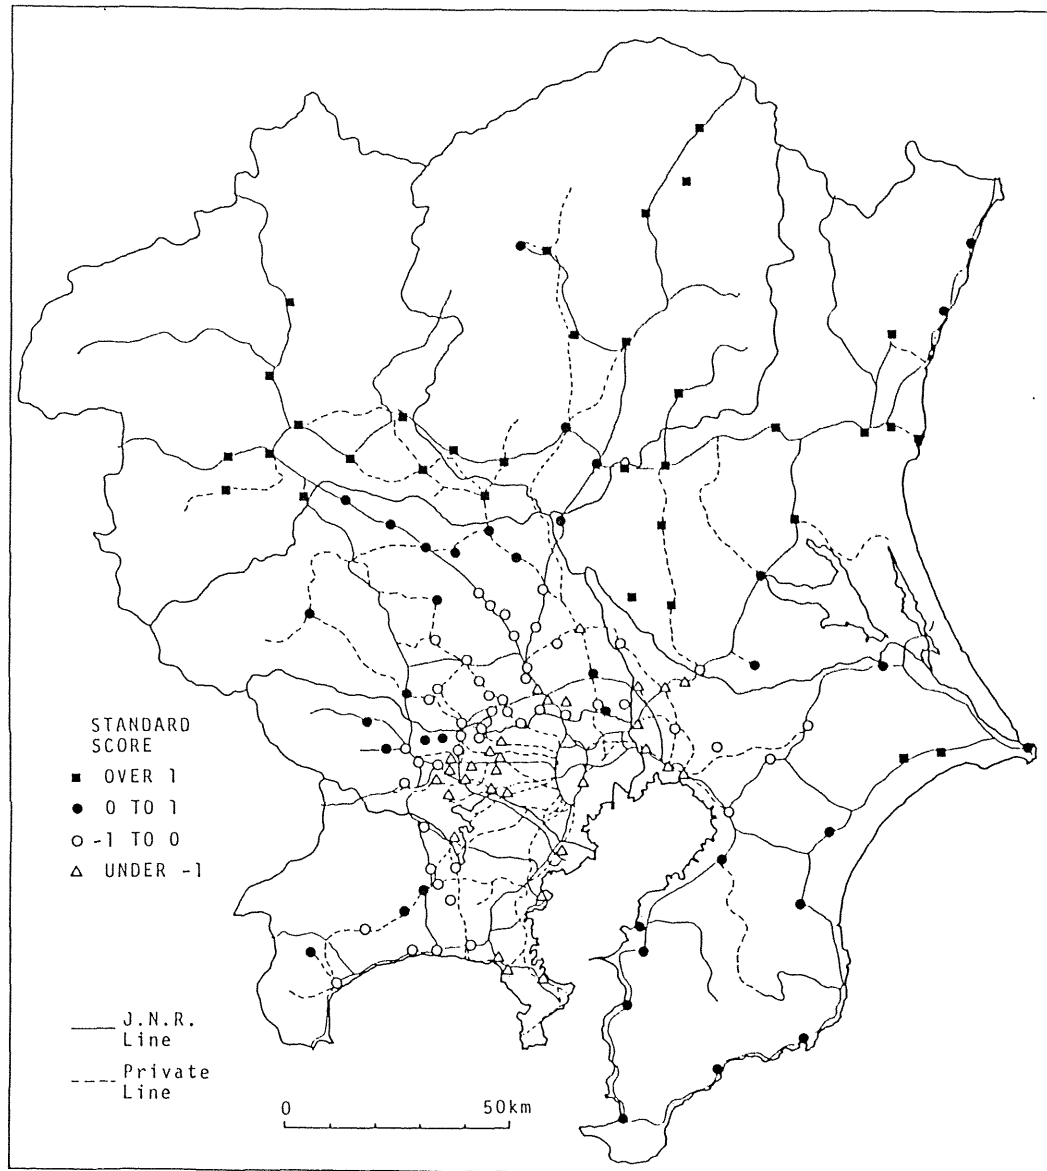 STANDARD
SCORE
■ OVER 1
● 0 TO 1
○ -1 TO 0
△ UNDER -1
J.N.R.
Line
Private
Line
0 50km